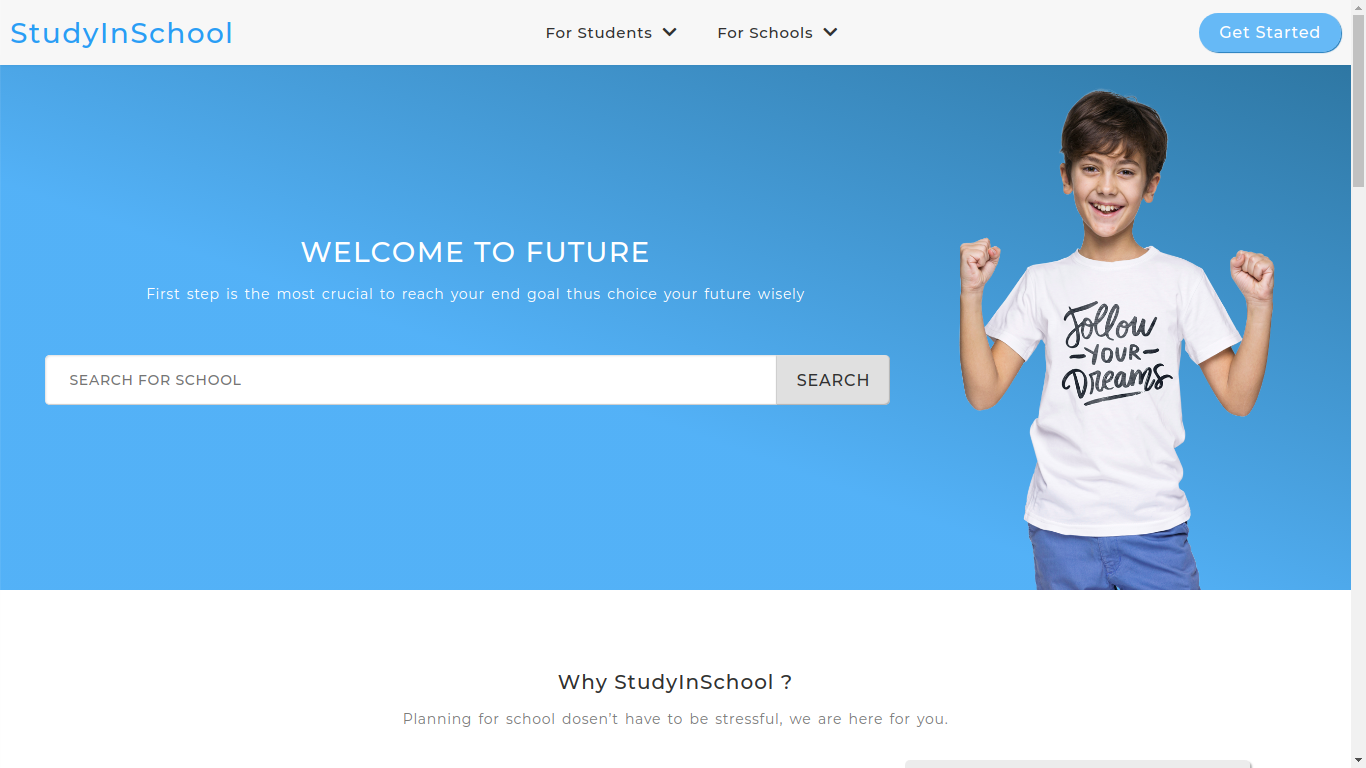 StudyInSchool
For Students
For Schools
Get Started
WELCOME TO FUTURE
First step is the most crucial to reach your end goal thus choice your future wisely
SEARCH FOR SCHOOL
SEARCH
Follow
YOUR
Dreams
Why StudyInSchool ?
Planning for school dosen't have to be stressful, we are here for you.